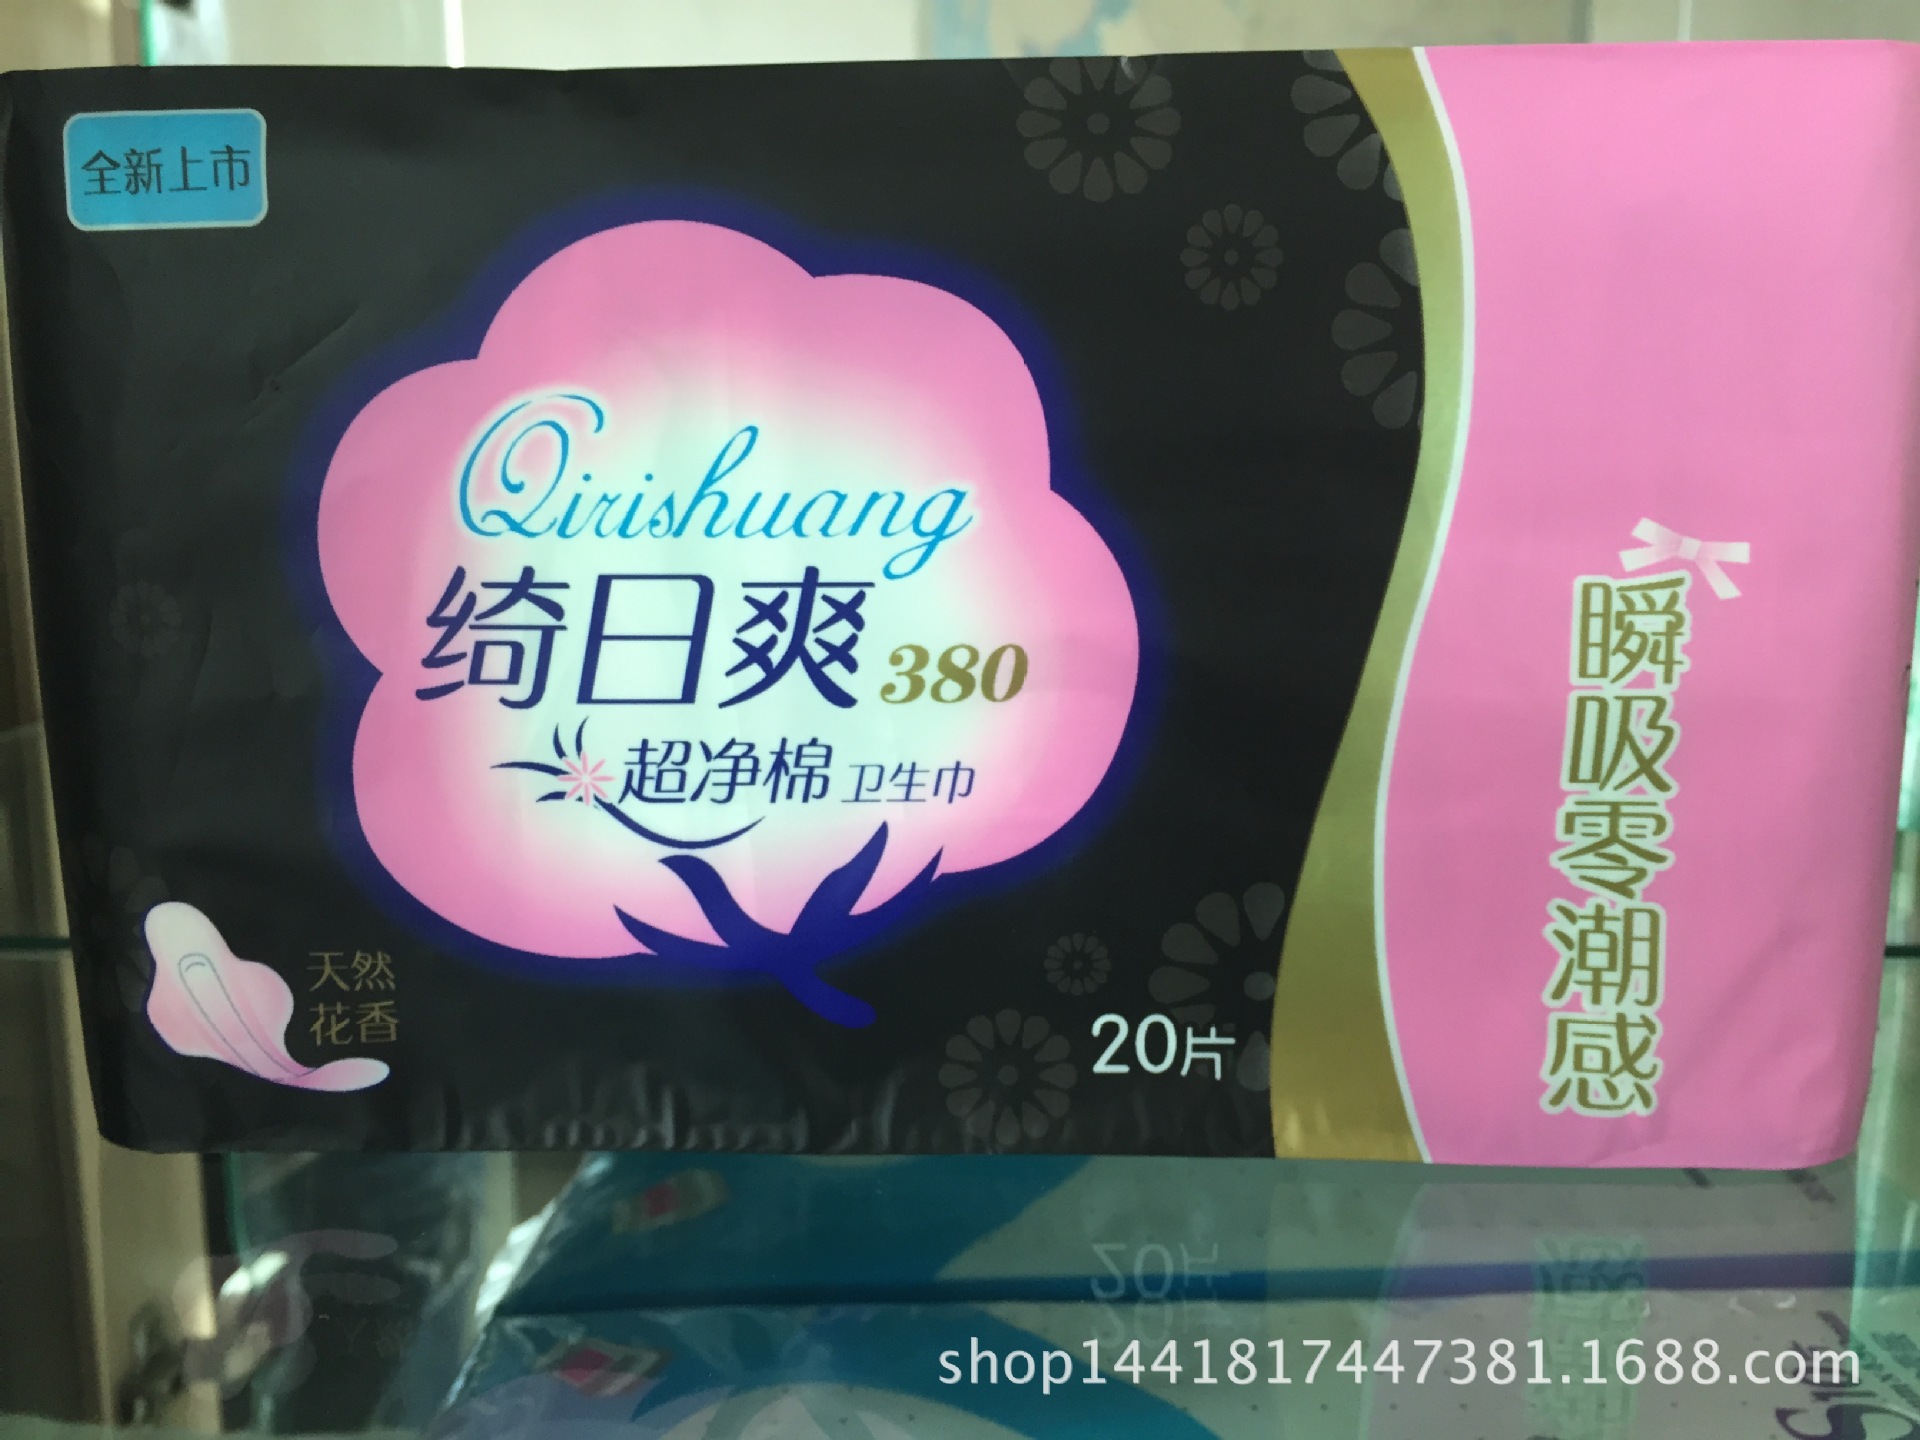 全新上市
Qirishuang
绮日爽 380
超净棉 卫生巾
天然
花香
20片
瞬吸零潮感
shop1441817447381.1688.com